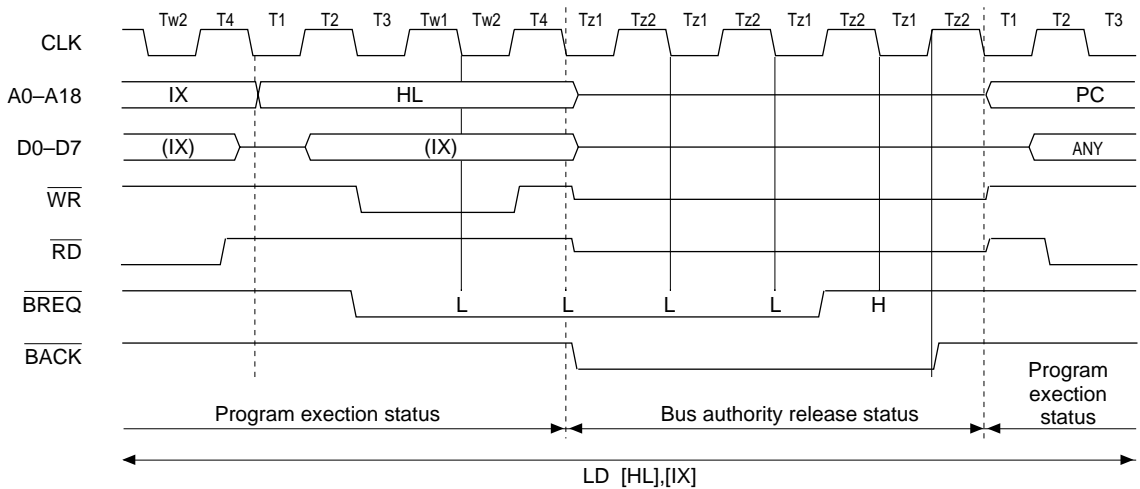 Tw2 T4 T1 T2 T3 Tw1 Tw2 T4 Tz1 Tz2 Tz1 Tz2 Tz1 Tz2 Tz1 Tz2 T1 T2 T3
CLK
A0–A18 IX HL PC
D0–D7 (IX) (IX) ANY
WR
RD
BREQ L L L L H
BACK
Program exection status Bus authority release status Program
exection
status
LD [HL],[IX]